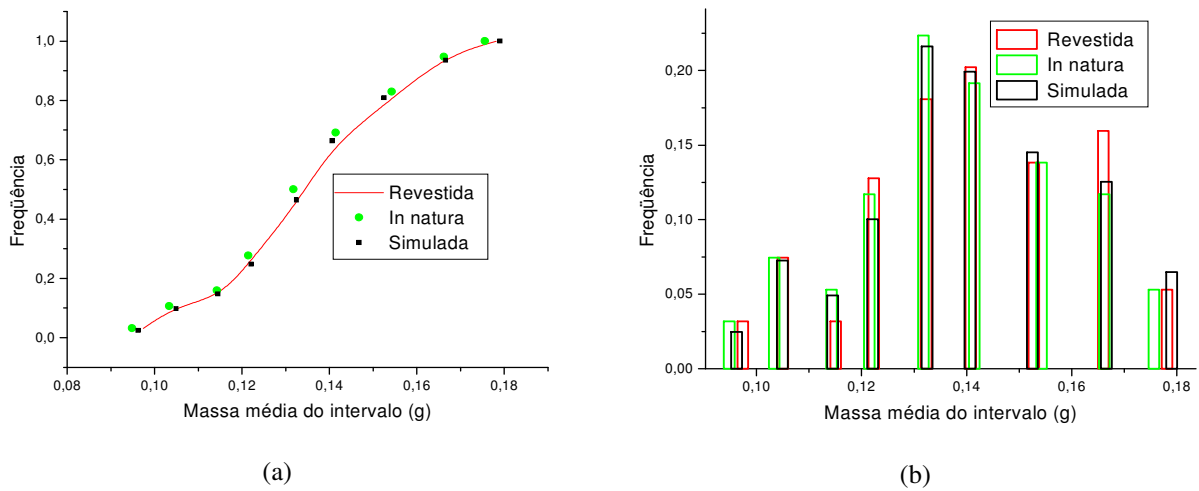 1,0
0,8
0,6
0,4
0,2
0,0
Freqüência
Revestida
In natura
Simulada
0,08
0,10
0,12
0,14
0,16
0,18
Massa média do intervalo (g)
(a)
Revestida
In natura
Simulada
0,20
0,15
0,10
0,05
0,00
Freqüência
0,10
0,12
0,14
0,16
0,18
Massa média do intervalo (g)
(b)